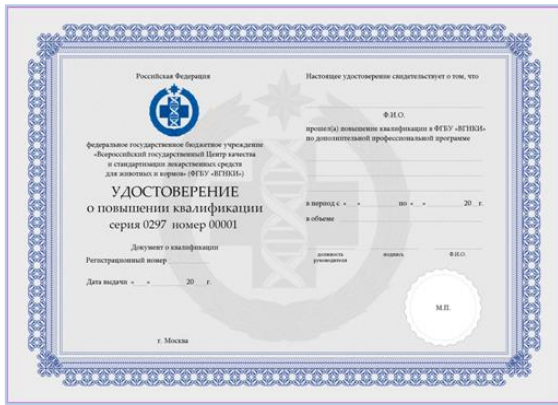 Российская Федерация
федеральное государственное бюджетное учреждение
«Всероссийский государственный Центр качества
и стандартизации лекарственных средств
для животных и кормов» (ФГБУ «ВГНКИ»)
УДОСТОВЕРЕНИЕ
о повышении квалификации
серия 0297 номер 00001
Документ о квалификации
Регистрационный номер
Дата выдачи « » 20 г.
г. Москва
Настоящее удостоверение свидетельствует о том, что
Ф.И.О.
прошел(а) повышение квалификации в ФГБУ «ВГНКИ»
по дополнительной профессиональной программе
в период с « » по « » 20 г.
в объеме
должность руководителя подпись Ф.И.О.
М.П.